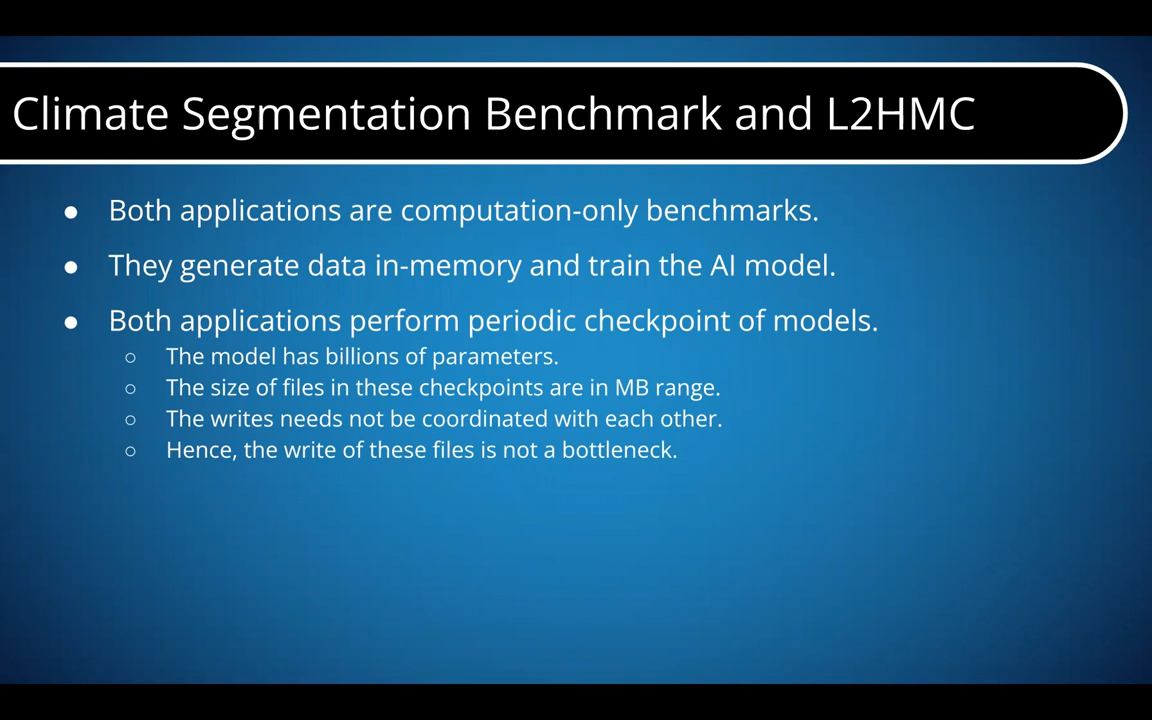 Climate Segmentation Benchmark and L2HMC
● Both applications are computation-only benchmarks.
● They generate data in-memory and train the AI model.
● Both applications perform periodic checkpoint of models.
○ The model has billions of parameters.
○ The size of files in these checkpoints are in MB range.
○ The writes needs not be coordinated with each other.
○ Hence, the write of these files is not a bottleneck.